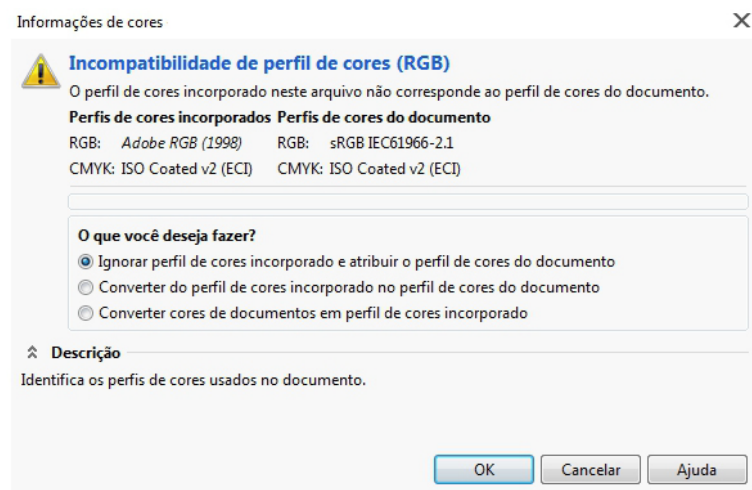 Informações de cores
Incompatibilidade de perfil de cores (RGB)
O perfil de cores incorporado neste arquivo não corresponde ao perfil de cores do documento.
Perfis de cores incorporados Perfis de cores do documento
RGB: Adobe RGB (1998) RGB: sRGB IEC61966-2.1
CMYK: ISO Coated v2 (ECI) CMYK: ISO Coated v2 (ECI)
O que você deseja fazer?
Ignorar perfil de cores incorporado e atribuir o perfil de cores do documento
Converter do perfil de cores incorporado no perfil de cores do documento
Converter cores de documentos em perfil de cores incorporado
Descrição
Identifica os perfis de cores usados no documento.
OK Cancelar Ajuda